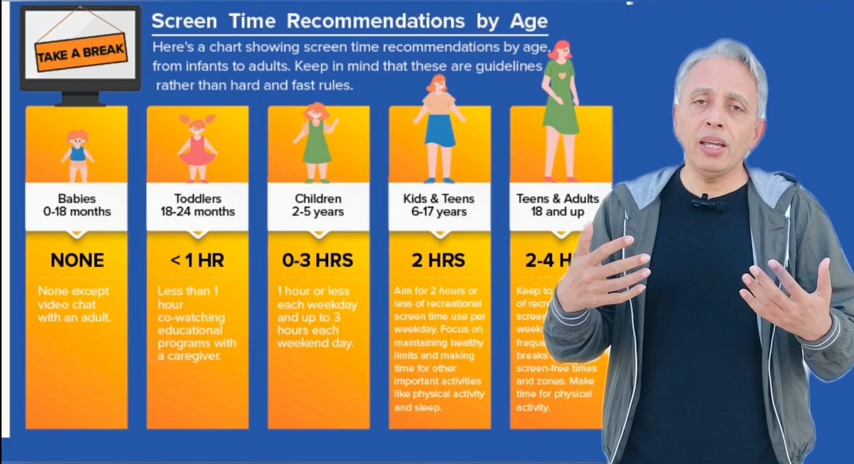 TAKE A BREAK
Screen Time Recommendations by Age
Here's a chart showing screen time recommendations by age,
from infants to adults. Keep in mind that these are guidelines
rather than hard and fast rules.
Babies
0-18 months
NONE
None except
video chat
with an adult.
Toddlers
18-24 months
< 1 HR
Less than 1
hour
co-watching
educational
programs with
a caregiver.
Children
2-5 years
0-3 HRS
1 hour or less
each weekday
and up to 3
hours each
weekend day.
Kids & Teens
6-17 years
2 HRS
Aim for 2 hours or
less of recreational
screen time use per
weekday. Focus on
maintaining healthy
limits and making
time for other
important activities
like physical activity
and sleep.
Teens & Adults
18 and up
2-4 H
Keep to
of recre
screen
week
freque
breaks
screen-free times
and zones. Make
time for physical
activity.